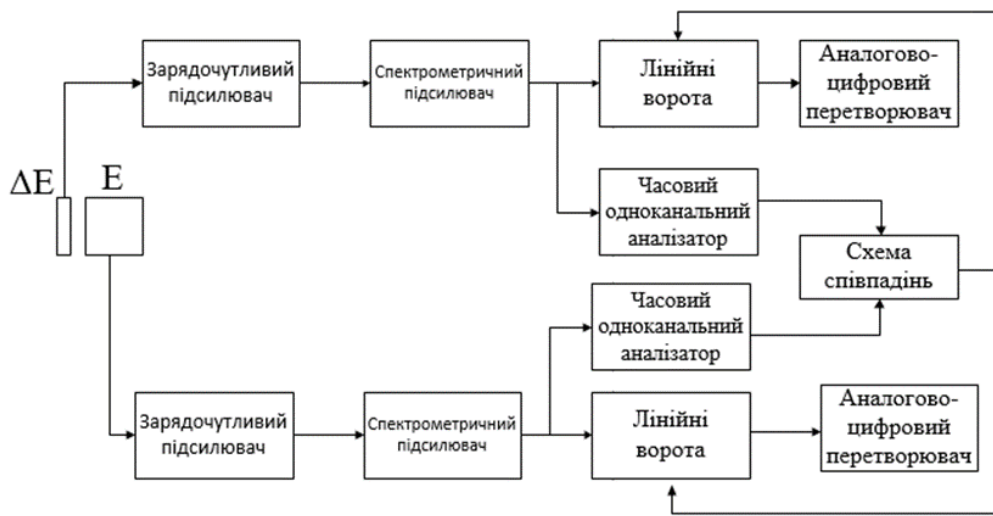 Зарядочутливий
підсилювач
Спектрометричний
підсилювач
Лінійні
ворота
Аналогово-
цифровий
перетворювач
ΔE
E
Часовий
одноканальний
аналізатор
Схема
співпадінь
Часовий
одноканальний
аналізатор
Зарядочутливий
підсилювач
Спектрометричний
підсилювач
Лінійні
ворота
Аналогово-
цифровий
перетворювач